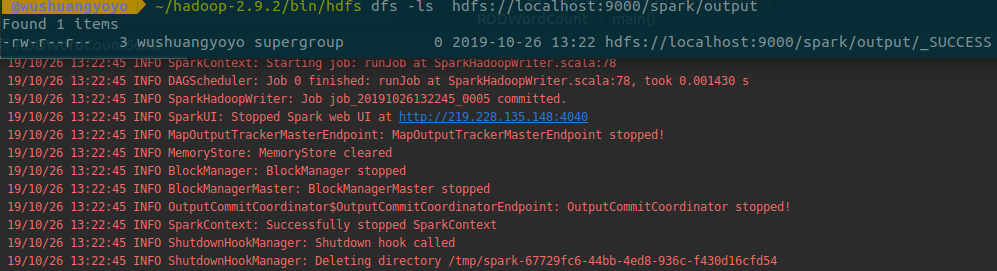 @wushuangyoyo ~/hadoop-2.9.2/bin/hdfs dfs -ls hdfs://localhost:9000/spark/output
RDDWordCount main()
Found 1 items
-rw-r--r-- 3 wushuangyoyo supergroup 0 2019-10-26 13:22 hdfs://localhost:9000/spark/output/_SUCCESS
19/10/26 13:22:45 INFO SparkContext: Starting job: runJob at SparkHadoopWriter.scala:78
19/10/26 13:22:45 INFO DAGScheduler: Job 0 finished: runJob at SparkHadoopWriter.scala:78, took 0.001430 s
19/10/26 13:22:45 INFO SparkHadoopWriter: Job job_20191026132245_0005 committed.
19/10/26 13:22:45 INFO SparkUI: Stopped Spark web UI at http://219.228.135.148:4040
19/10/26 13:22:45 INFO MapOutputTrackerMasterEndpoint: MapOutputTrackerMasterEndpoint stopped!
19/10/26 13:22:45 INFO MemoryStore: MemoryStore cleared
19/10/26 13:22:45 INFO BlockManager: BlockManager stopped
19/10/26 13:22:45 INFO BlockManagerMaster: BlockManagerMaster stopped
19/10/26 13:22:45 INFO OutputCommitCoordinator$OutputCommitCoordinatorEndpoint: OutputCommitCoordinator stopped!
19/10/26 13:22:45 INFO SparkContext: Successfully stopped SparkContext
19/10/26 13:22:45 INFO ShutdownHookManager: Shutdown hook called
19/10/26 13:22:45 INFO ShutdownHookManager: Deleting directory /tmp/spark-67729fc6-44bb-4ed8-936c-f430d16cfd54